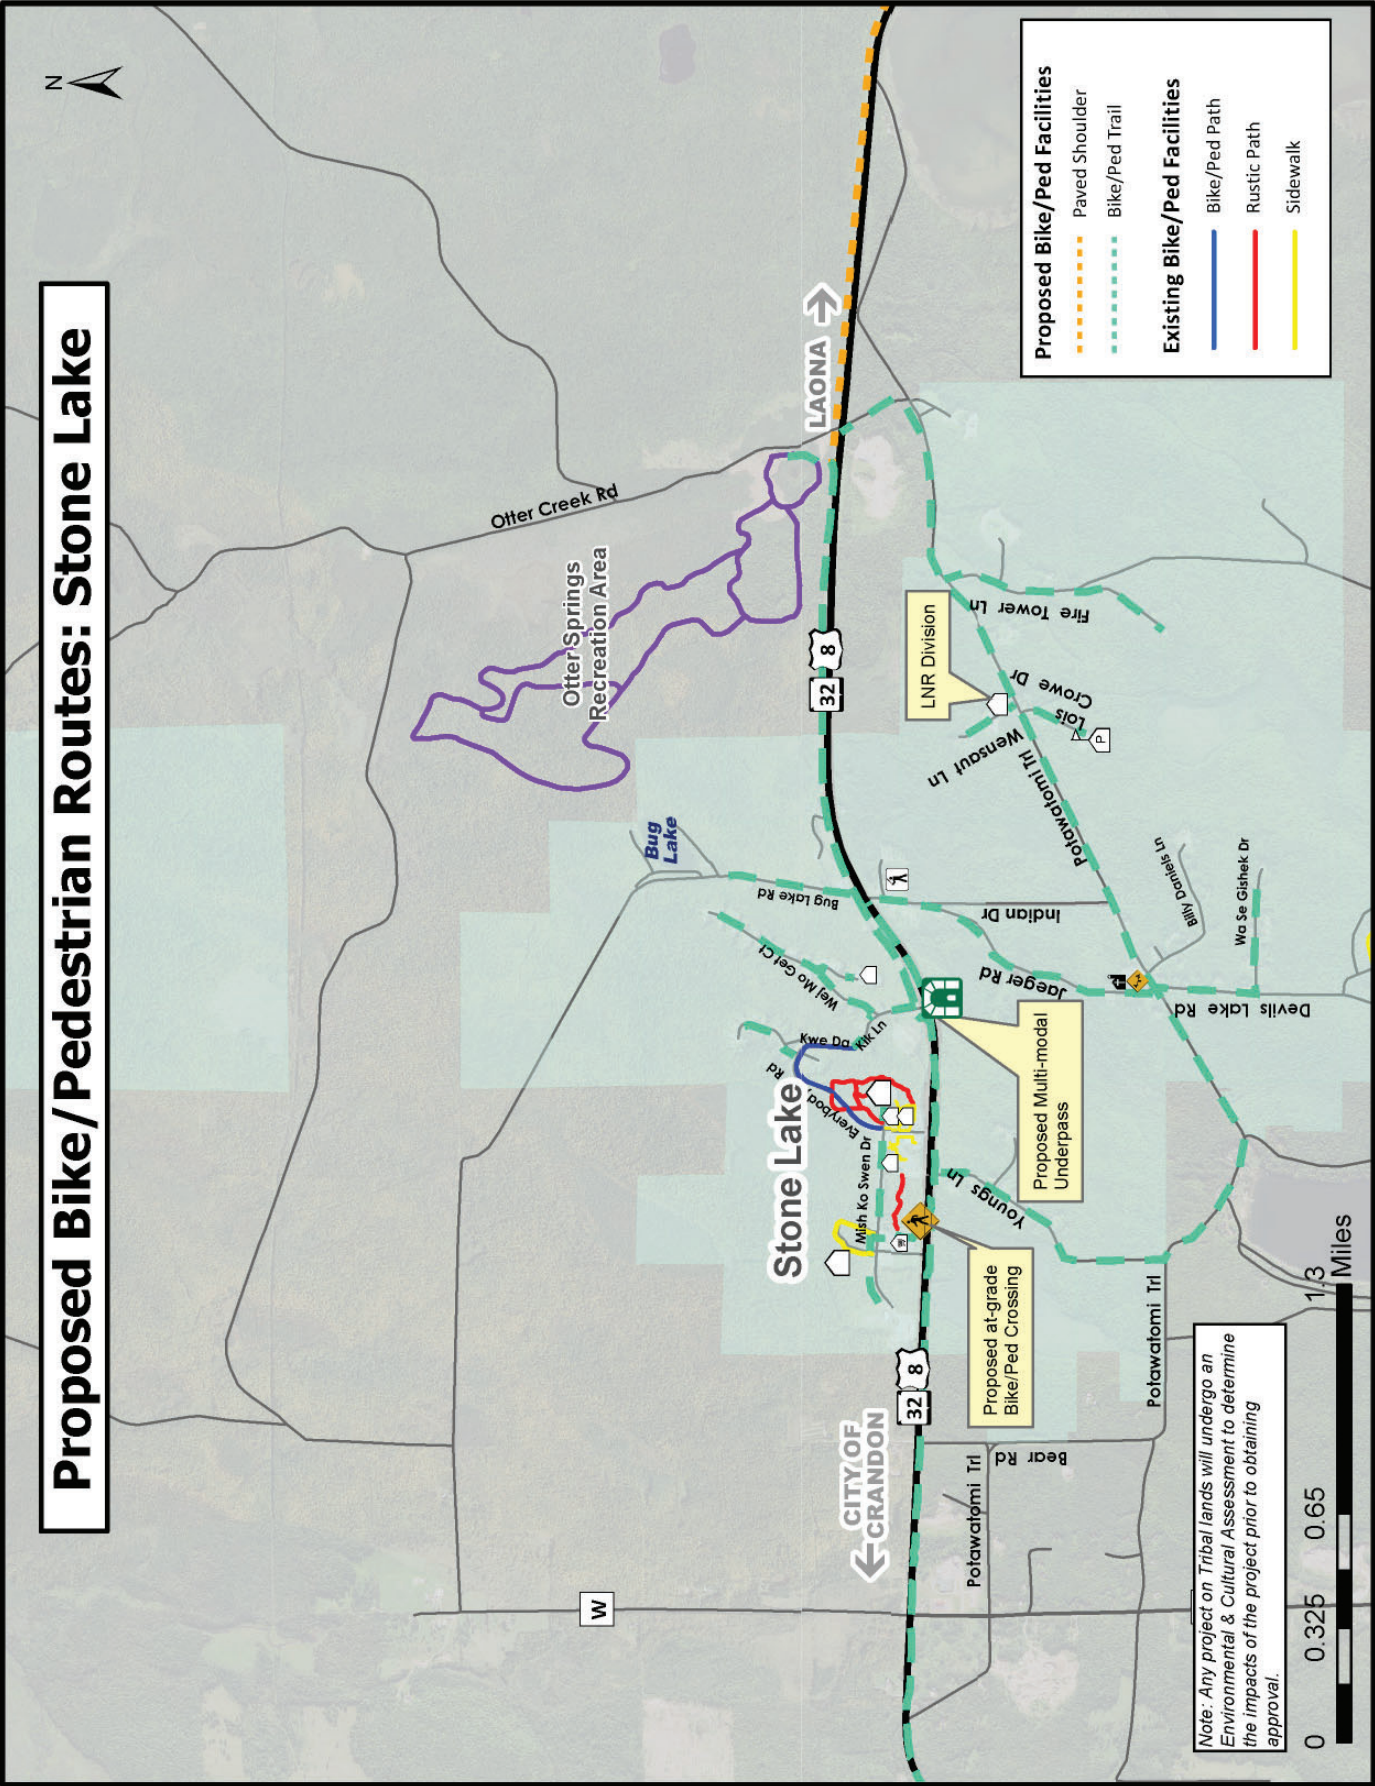 Proposed Bike/Pedestrian Routes: Stone Lake
N
Otter Creek Rd
Otter Springs
Recreation Area
Bug
Lake
LAONA
32
8
Bug Lake Rd
Wej Mo Get Ct
Kwe Da
Kik Ln
Rd
Everybody
Stone Lake
Mish Ko Swen Dr
W
CITY OF
CRANDON
32
8
LNR Division
Fire Tower Ln
Lois
Crowe Dr
P
Wensaut Ln
Potawatomi Trl
Indian Dr
Jaeger Rd
Billy Daniels Ln
Wa Se Gishek Dr
Devils Lake Rd
Proposed Multi-modal
Underpass
Youngs Ln
Proposed at-grade
Bike/Ped Crossing
Potawatomi Trl
Bear Rd
Potawatomi Trl
Proposed Bike/Ped Facilities
Paved Shoulder
Bike/Ped Trail
Existing Bike/Ped Facilities
Bike/Ped Path
Rustic Path
Sidewalk
Note: Any project on Tribal lands will undergo an
Environmental & Cultural Assessment to determine
the impacts of the project prior to obtaining
approval.
0 0.325 0.65 1.3
Miles